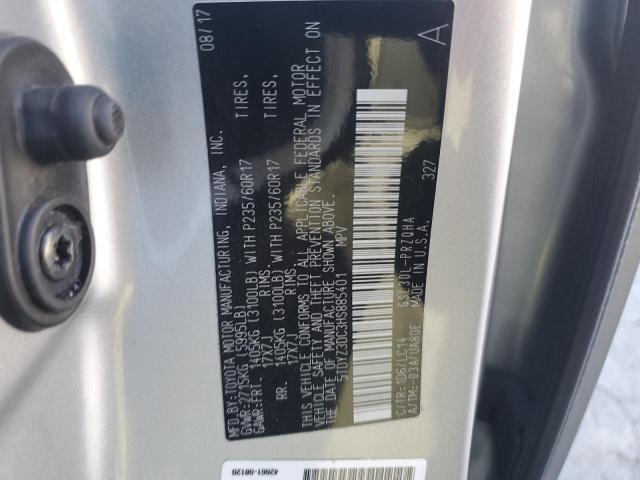 MFD.BY:TOYOTA MOTOR MANUFACTURING, INDIANA, INC. 08/17
GVWR:2715KG (5995LB)
GAWR:FRT. 1405KG (3100LB) WITH P235/60R17 TIRES,
17X7J RIMS
RR. 1405KG (3100LB) WITH P235/60R17 TIRES,
17X7J RIMS
THIS VEHICLE CONFORMS TO ALL APPLICABLE FEDERAL MOTOR
VEHICLE SAFETY AND THEFT PREVENTION STANDARDS IN EFFECT ON
THE DATE OF MANUFACTURE SHOWN ABOVE.
5TDYZ3DC3HS885401 MPV A
C/TR:1D6/LC14 GSL30L-PRZQHA 327
A/TM:-03A/UA80E MADE IN U.S.A.
42661-08120